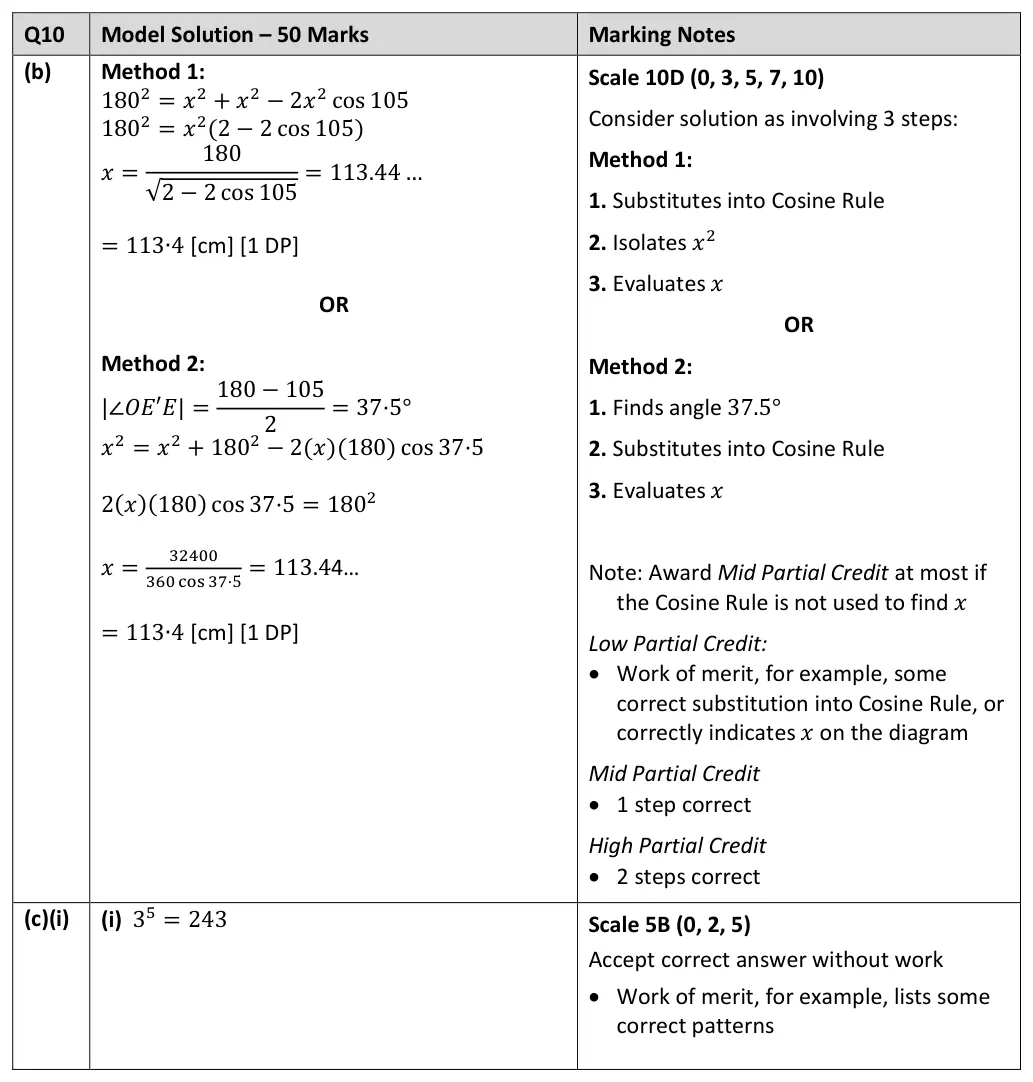 Q10 Model Solution – 50 Marks Marking Notes
(b)
Method 1:
180² = x² + x² − 2x² cos 105
180² = x²(2 − 2 cos 105)
x = 180 / √(2 − 2 cos 105) = 113.44 …
= 113·4 [cm] [1 DP]
OR
Method 2:
|∠OE′E| = (180 − 105) / 2 = 37·5°
x² = x² + 180² − 2(x)(180) cos 37·5
2(x)(180) cos 37·5 = 180²
x = 32400 / (360 cos 37·5) = 113.44…
= 113·4 [cm] [1 DP]
Scale 10D (0, 3, 5, 7, 10)
Consider solution as involving 3 steps:
Method 1:
1. Substitutes into Cosine Rule
2. Isolates x²
3. Evaluates x
OR
Method 2:
1. Finds angle 37.5°
2. Substitutes into Cosine Rule
3. Evaluates x
Note: Award Mid Partial Credit at most if
the Cosine Rule is not used to find x
Low Partial Credit:
• Work of merit, for example, some
correct substitution into Cosine Rule, or
correctly indicates x on the diagram
Mid Partial Credit
• 1 step correct
High Partial Credit
• 2 steps correct
(c)(i)
(i) 3⁵ = 243
Scale 5B (0, 2, 5)
Accept correct answer without work
• Work of merit, for example, lists some
correct patterns